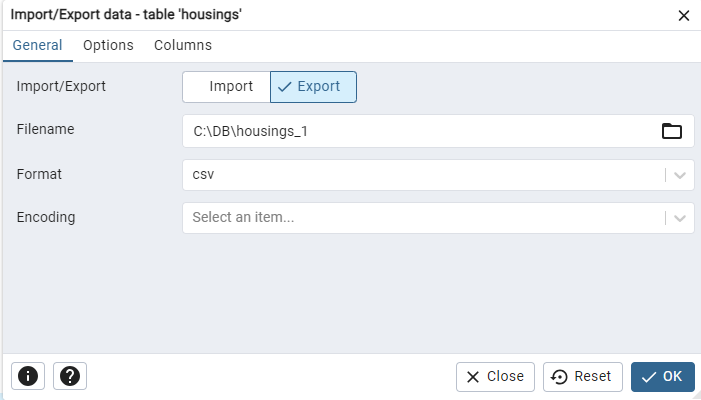 Import/Export data - table 'housings'
General Options Columns
Import/Export Import Export
Filename C:\DB\housings_1
Format csv
Encoding Select an item...
Close Reset OK